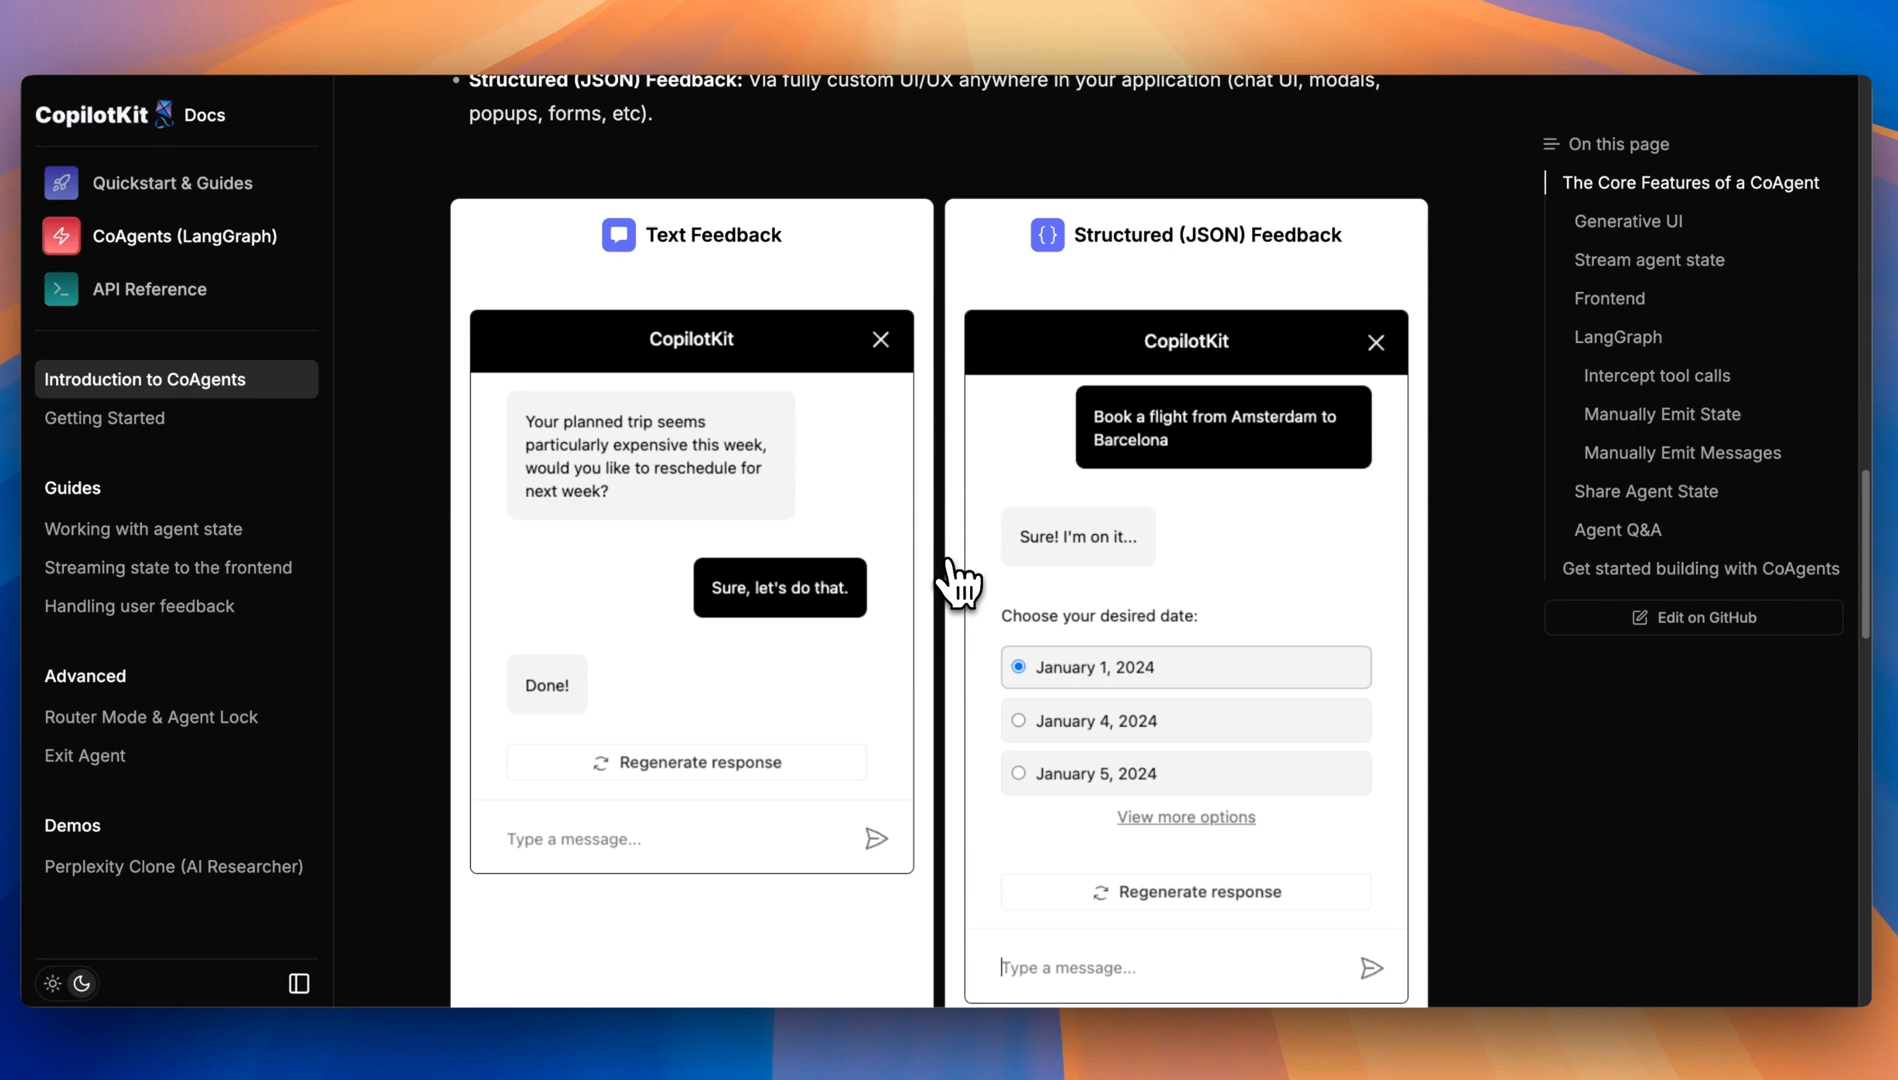 Structured (JSON) Feedback: Via fully custom UI/UX anywhere in your application (chat UI, modals,
popups, forms, etc).
CopilotKit Docs
Quickstart & Guides
CoAgents (LangGraph)
API Reference
Introduction to CoAgents
Getting Started
Guides
Working with agent state
Streaming state to the frontend
Handling user feedback
Advanced
Router Mode & Agent Lock
Exit Agent
Demos
Perplexity Clone (AI Researcher)
Text Feedback
CopilotKit
Your planned trip seems
particularly expensive this week,
would you like to reschedule for
next week?
Sure, let's do that.
Done!
Regenerate response
Type a message...
Structured (JSON) Feedback
CopilotKit
Book a flight from Amsterdam to
Barcelona
Sure! I'm on it...
Choose your desired date:
January 1, 2024
January 4, 2024
January 5, 2024
View more options
Regenerate response
Type a message...
On this page
The Core Features of a CoAgent
Generative UI
Stream agent state
Frontend
LangGraph
Intercept tool calls
Manually Emit State
Manually Emit Messages
Share Agent State
Agent Q&A
Get started building with CoAgents
Edit on GitHub